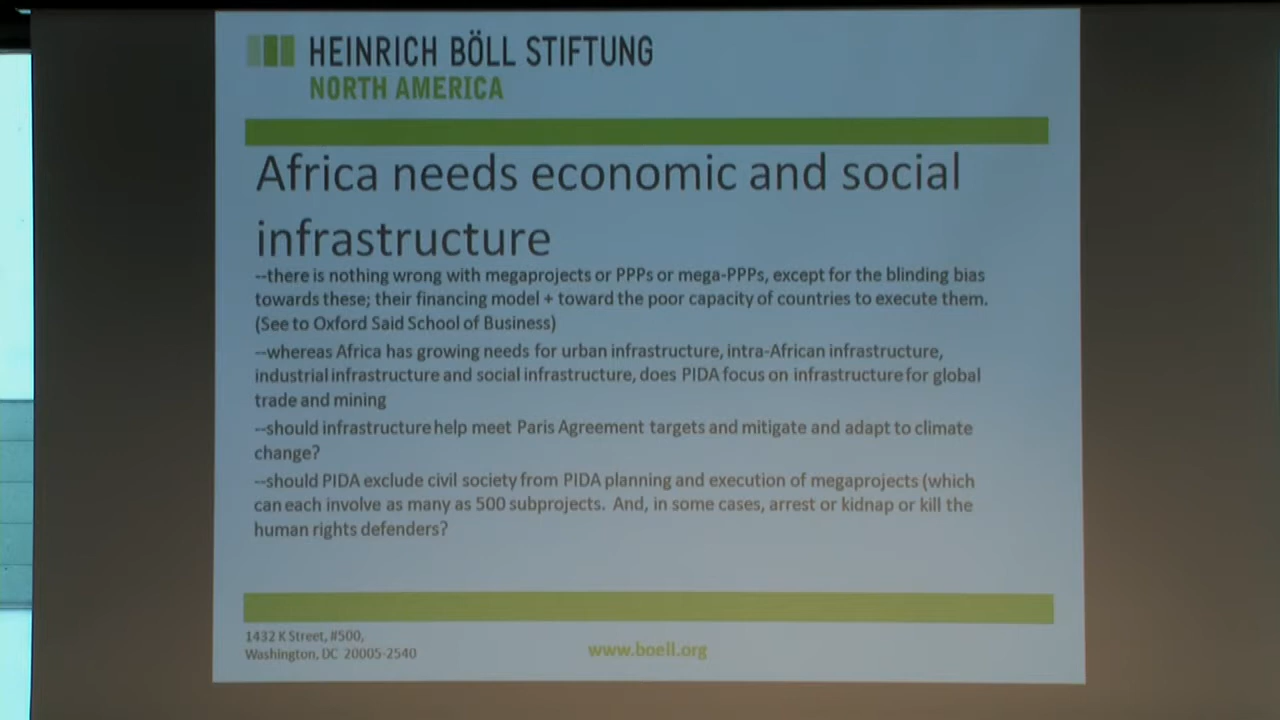 HEINRICH BÖLL STIFTUNG
NORTH AMERICA
Africa needs economic and social
infrastructure
--there is nothing wrong with megaprojects or PPPs or mega-PPPs, except for the blinding bias
towards these; their financing model + toward the poor capacity of countries to execute them.
(See to Oxford Said School of Business)
--whereas Africa has growing needs for urban infrastructure, intra-African infrastructure,
industrial infrastructure and social infrastructure, does PIDA focus on infrastructure for global
trade and mining
--should infrastructure help meet Paris Agreement targets and mitigate and adapt to climate
change?
--should PIDA exclude civil society from PIDA planning and execution of megaprojects (which
can each involve as many as 500 subprojects. And, in some cases, arrest or kidnap or kill the
human rights defenders?
1432 K Street, #500,
Washington, DC 20005-2540
www.boell.org